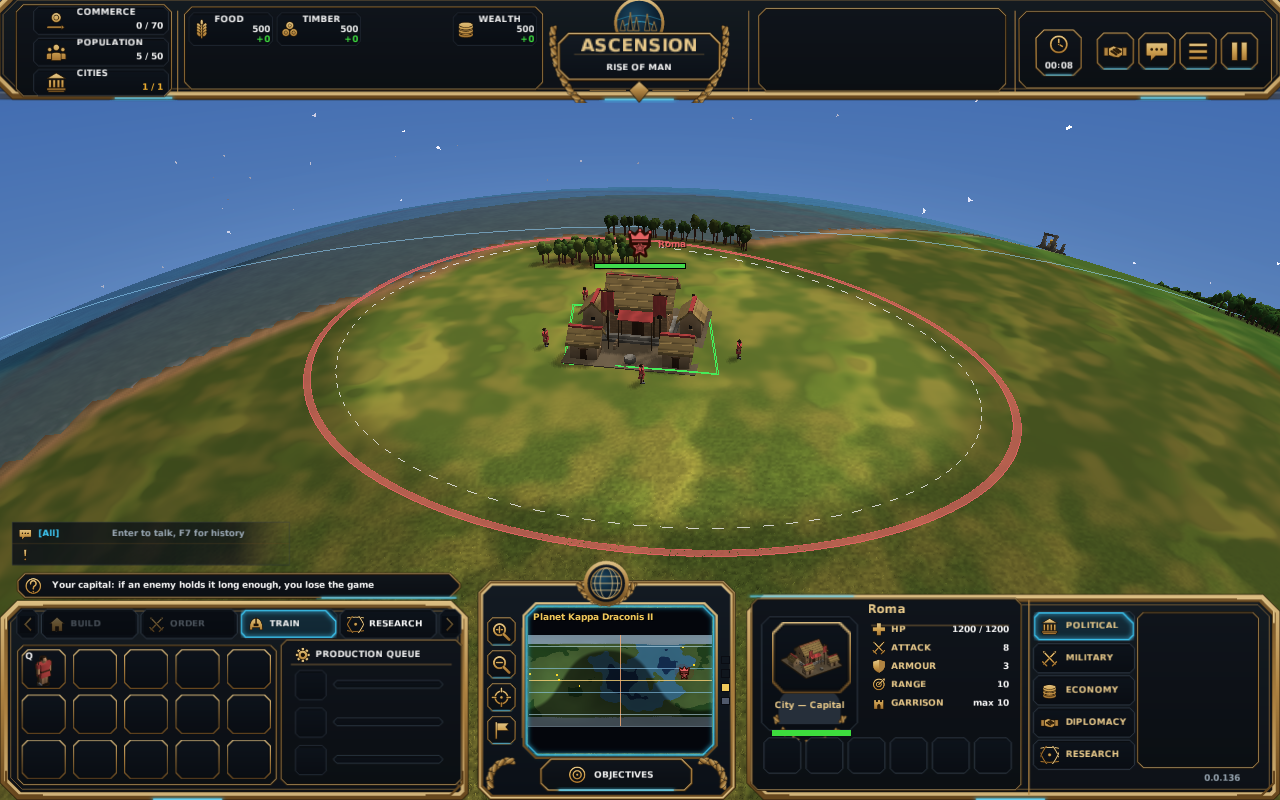 COMMERCE
0 / 70
POPULATION
5 / 50
CITIES
1 / 1
FOOD
500
+0
TIMBER
500
+0
WEALTH
500
+0
ASCENSION
RISE OF MAN
00:08
Roma
[All] Enter to talk, F7 for history
!
Your capital: if an enemy holds it long enough, you lose the game
BUILD
ORDER
TRAIN
RESEARCH
Q
PRODUCTION QUEUE
Planet Kappa Draconis II
OBJECTIVES
Roma
City — Capital
HP 1200 / 1200
ATTACK 8
ARMOUR 3
RANGE 10
GARRISON max 10
POLITICAL
MILITARY
ECONOMY
DIPLOMACY
RESEARCH
0.0.136